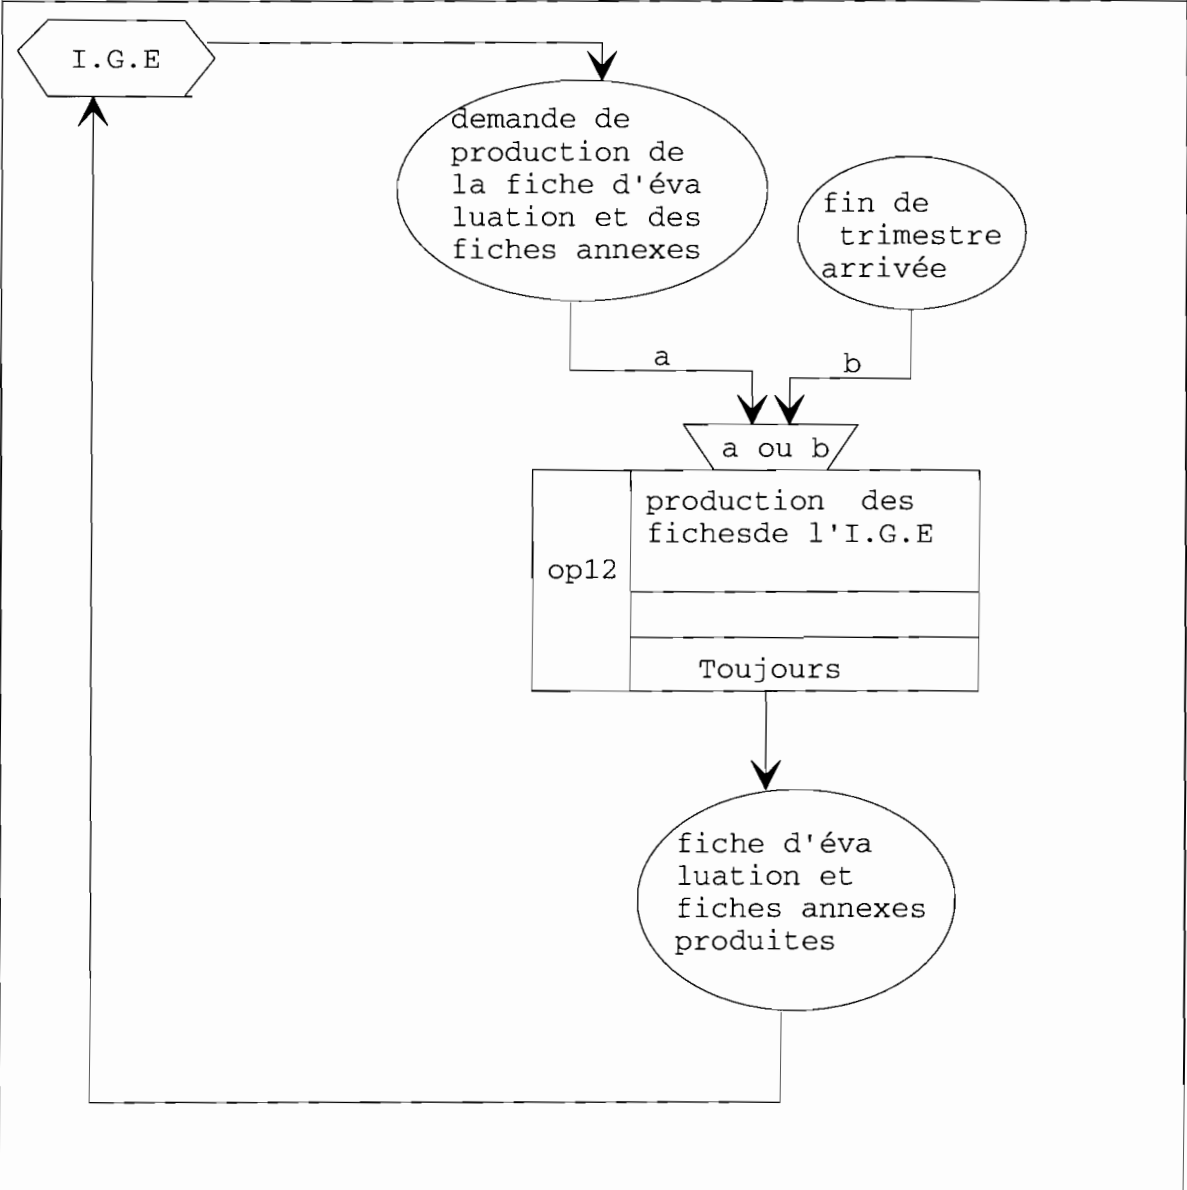 I.G.E
demande de
production de
la fiche d'éva
luation et des
fiches annexes
fin de
trimestre
arrivée
a
b
a ou b
production des
fichesde l'I.G.E
op12
Toujours
fiche d'éva
luation et
fiches annexes
produites